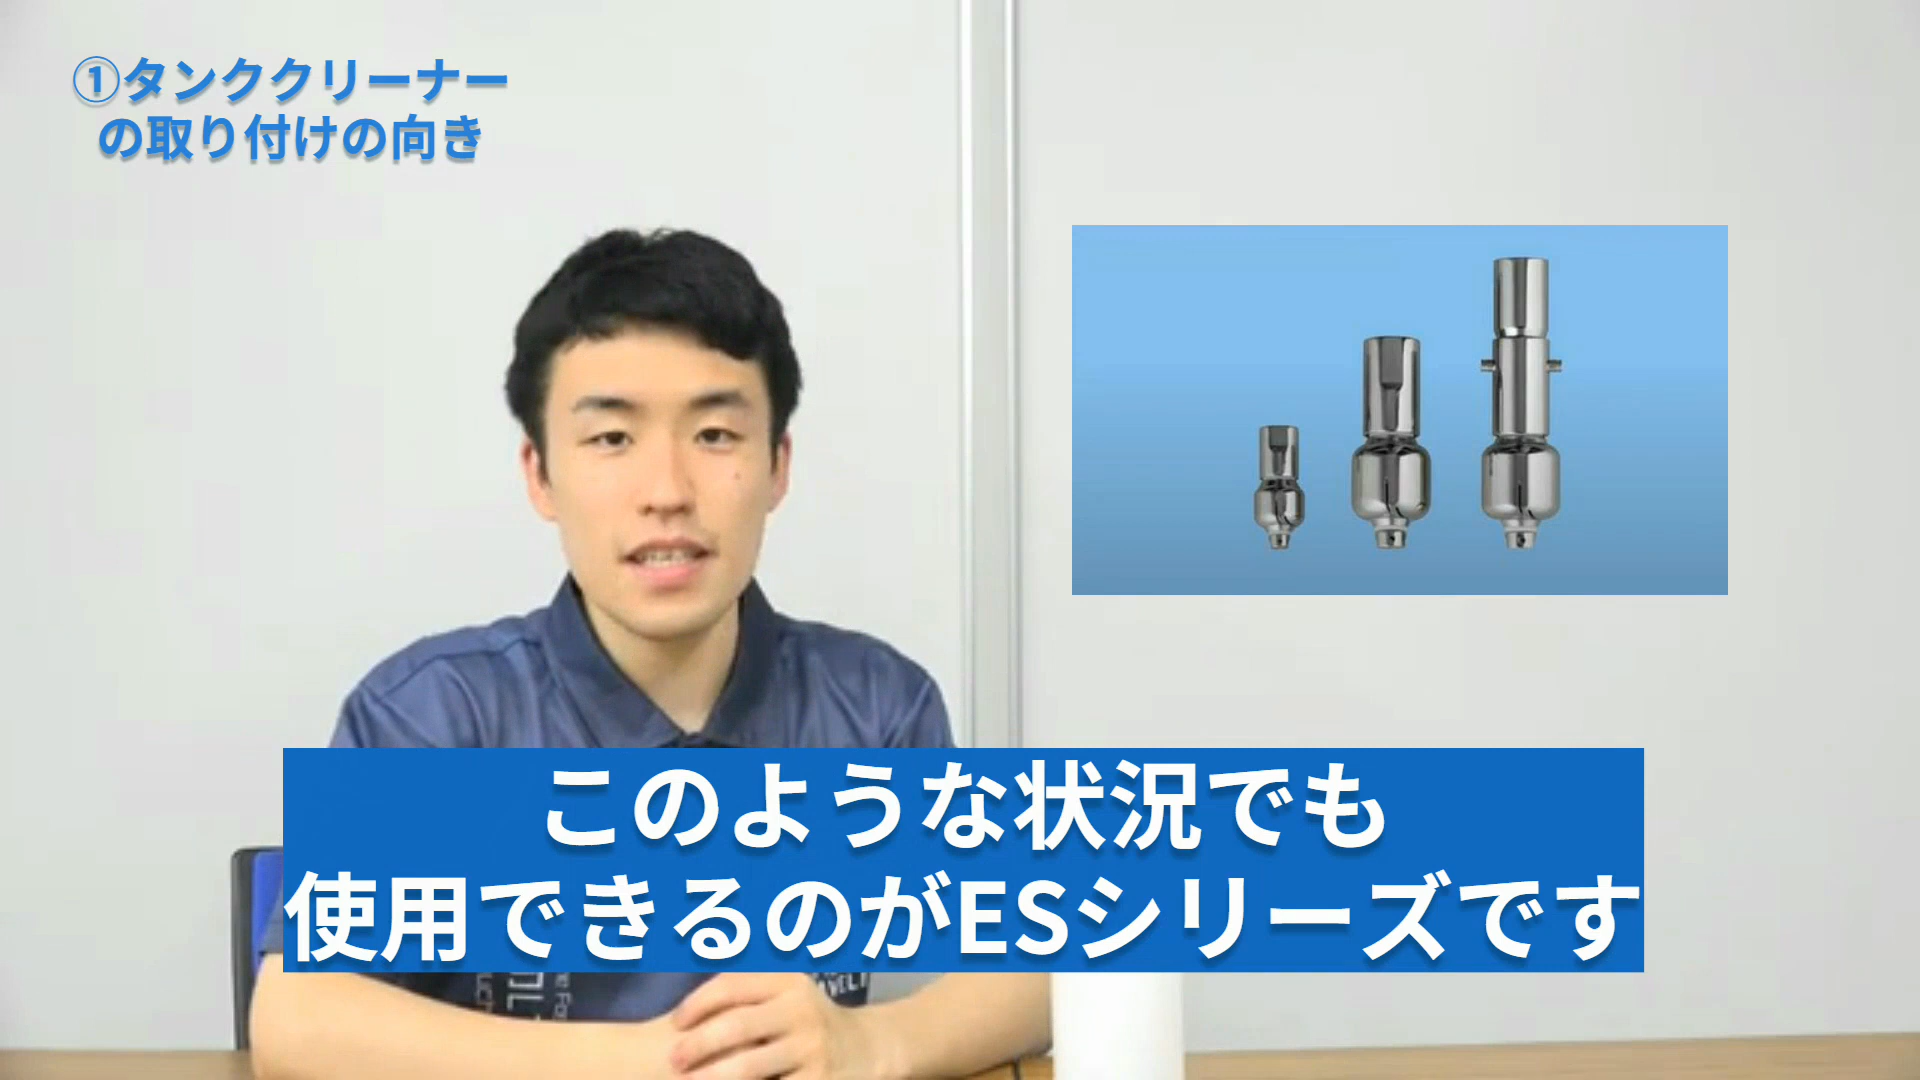 ①タンククリーナー
の取り付けの向き
このような状況でも
使用できるのがESシリーズです